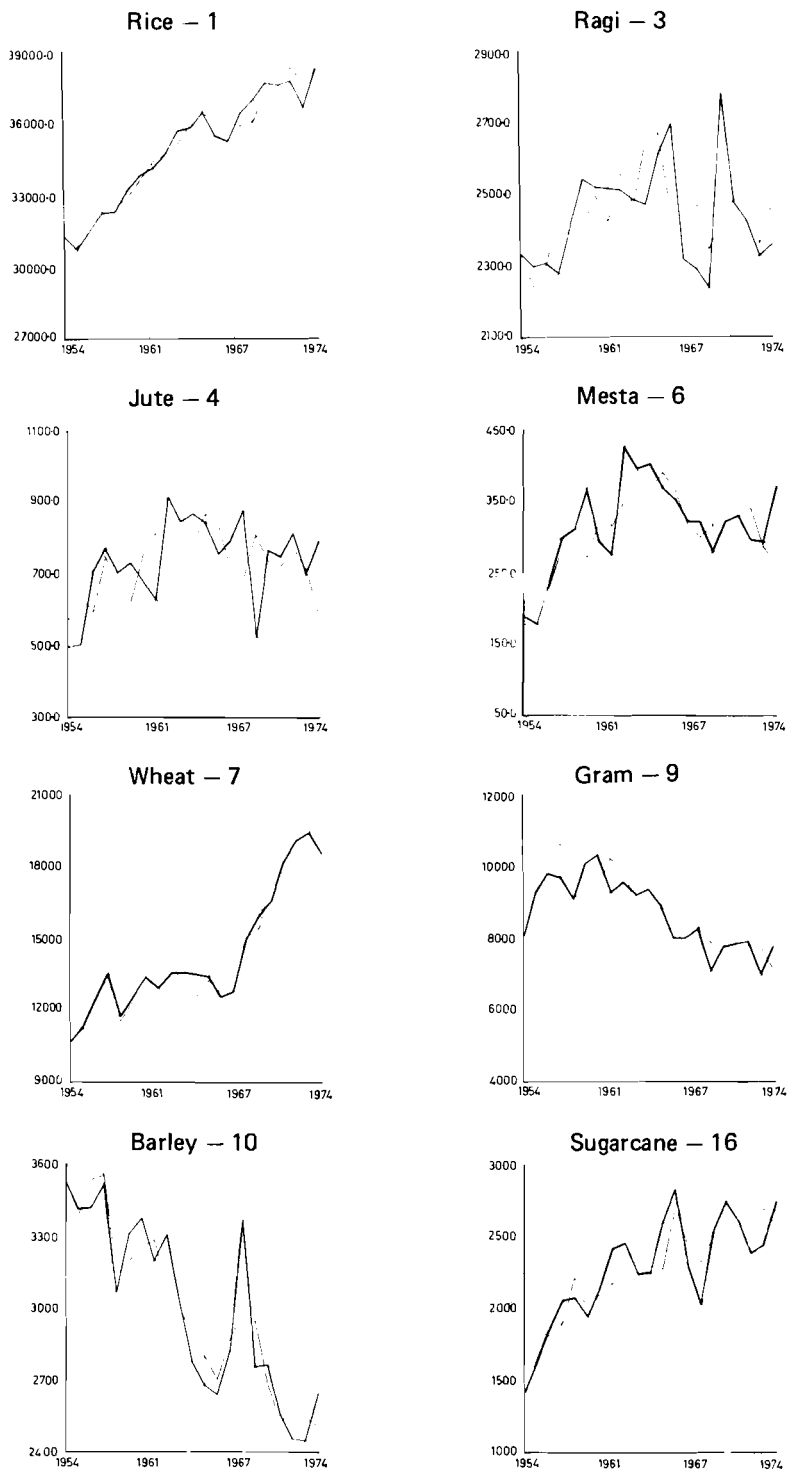 Rice – 1
39000·0
36000·0
33000·0
30000·0
27000·0
1954 1961 1967 1974
Ragi – 3
2900·0
2700·0
2500·0
2300·0
2100·0
1954 1961 1967 1974
Jute – 4
1100·0
900·0
700·0
500·0
300·0
1954 1961 1967 1974
Mesta – 6
450·0
350·0
250·0
150·0
50·0
1954 1961 1967 1974
Wheat – 7
21000
18000
15000
12000
9000
1954 1961 1967 1974
Gram – 9
12000
10000
8000
6000
4000
1954 1961 1967 1974
Barley – 10
3600
3300
3000
2700
2400
1954 1961 1967 1974
Sugarcane – 16
3000
2500
2000
1500
1000
1954 1961 1967 1974